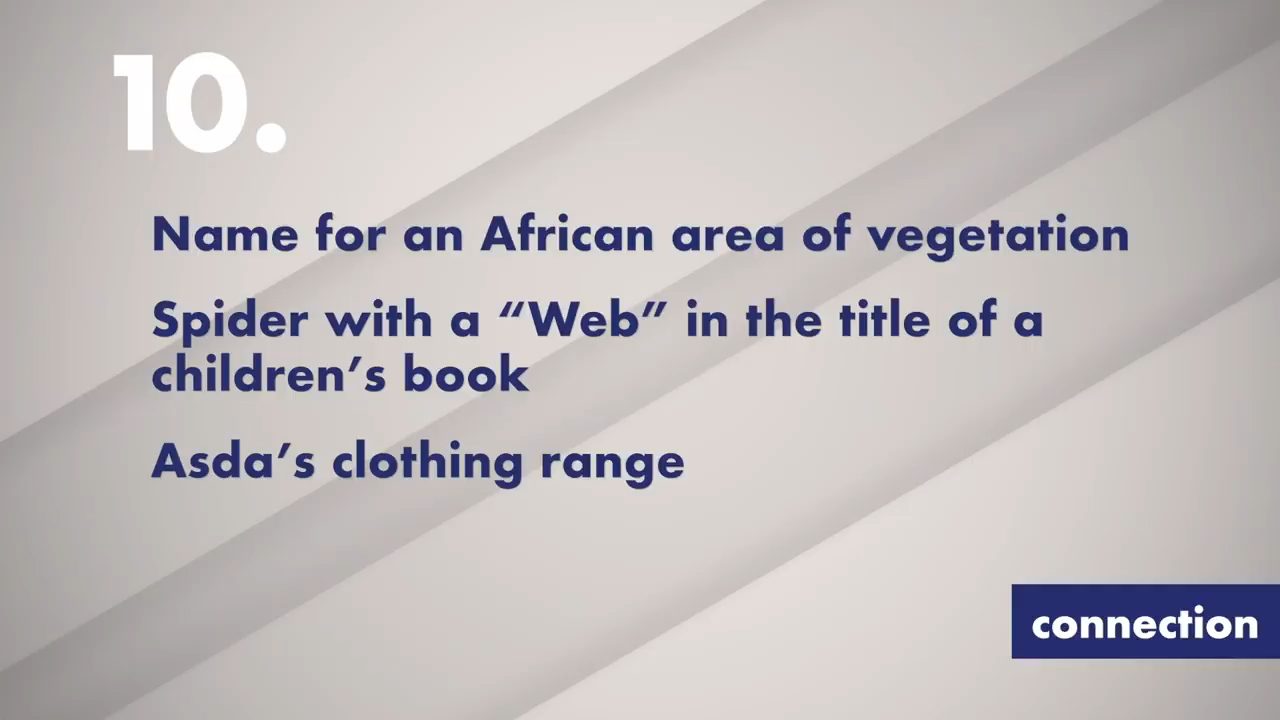 10.
Name for an African area of vegetation
Spider with a “Web” in the title of a
children’s book
Asda’s clothing range
connection